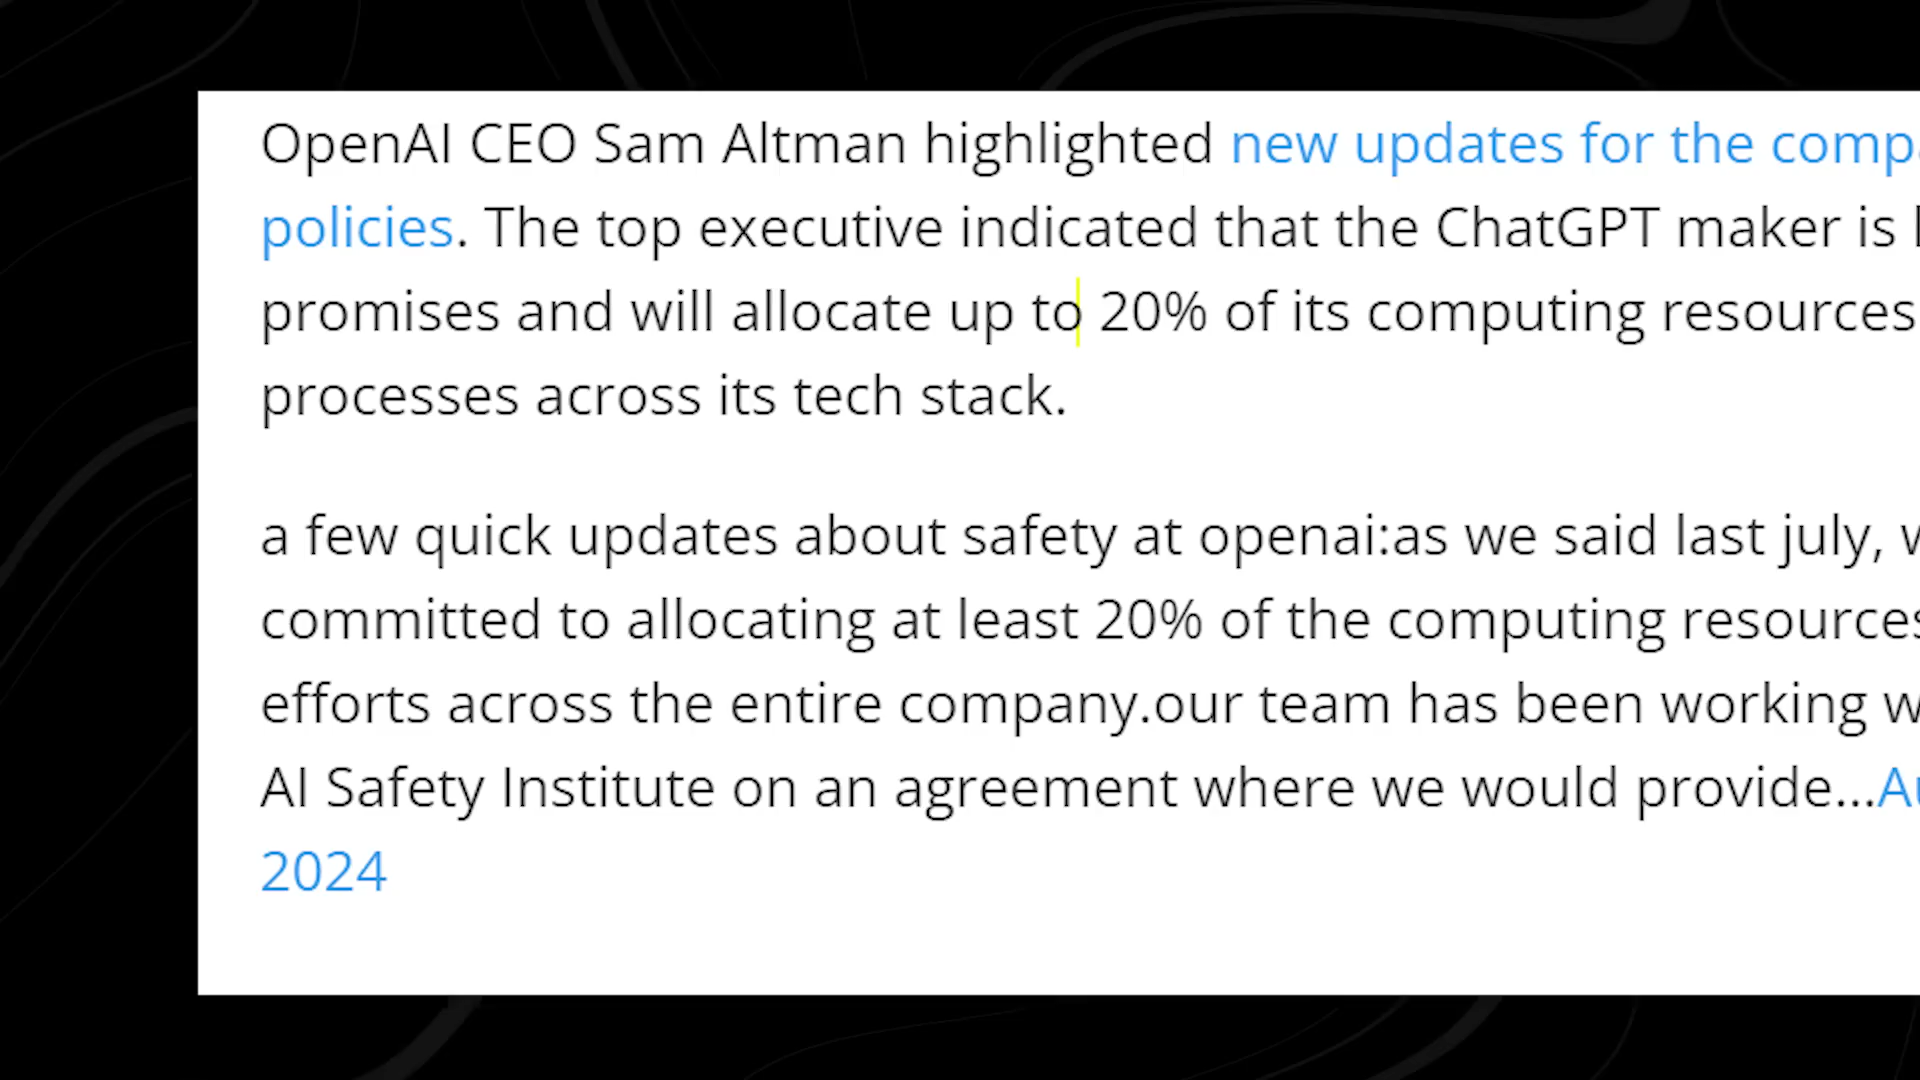 OpenAI CEO Sam Altman highlighted new updates for the
policies. The top executive indicated that the ChatGPT maker is
promises and will allocate up to 20% of its computing resources
processes across its tech stack.
a few quick updates about safety at openai:as we said last july,
committed to allocating at least 20% of the computing resources
efforts across the entire company.our team has been working
AI Safety Institute on an agreement where we would provide...
2024